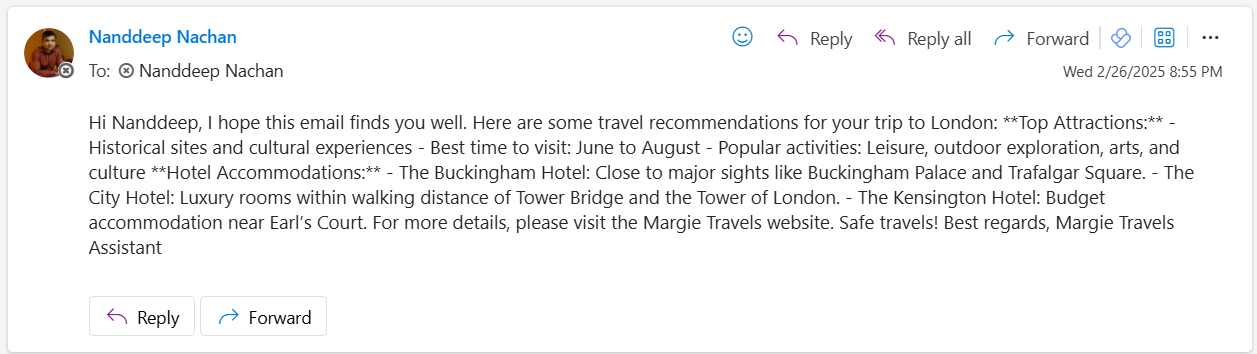 Nanddeep Nachan
Reply
Reply all
Forward
To: Nanddeep Nachan
Wed 2/26/2025 8:55 PM
Hi Nanddeep, I hope this email finds you well. Here are some travel recommendations for your trip to London: **Top Attractions:** -
Historical sites and cultural experiences - Best time to visit: June to August - Popular activities: Leisure, outdoor exploration, arts, and
culture **Hotel Accommodations:** - The Buckingham Hotel: Close to major sights like Buckingham Palace and Trafalgar Square. - The
City Hotel: Luxury rooms within walking distance of Tower Bridge and the Tower of London. - The Kensington Hotel: Budget
accommodation near Earl’s Court. For more details, please visit the Margie Travels website. Safe travels! Best regards, Margie Travels
Assistant
Reply
Forward